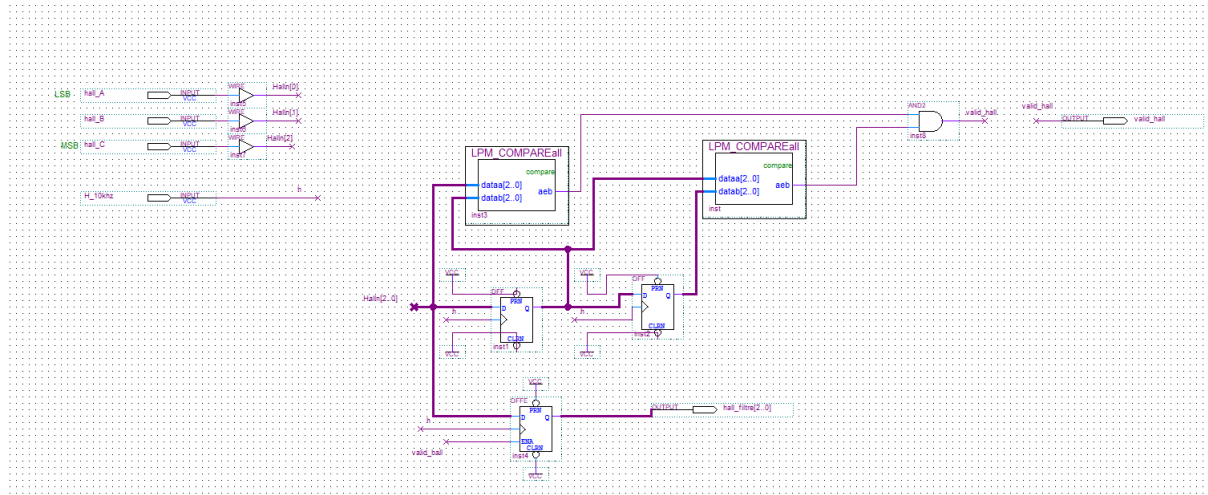 LSB hall_A INPUT VCC WIRE inst5 HallIn[0]
hall_B INPUT VCC WIRE inst6 HallIn[1]
MSB hall_C INPUT VCC WIRE inst7 HallIn[2]
H_10khz INPUT VCC h
AND2 inst8 valid_hall
valid_hall OUTPUT valid_hall
LPM_COMPAREall
compare
dataa[2..0]
datab[2..0]
aeb
inst3
LPM_COMPAREall
compare
dataa[2..0]
datab[2..0]
aeb
inst
HallIn[2..0]
VCC
DFF
PRN
D Q
h
CLRN
inst1
VCC
VCC
DFF
PRN
D Q
h
CLRN
inst2
VCC
VCC
DFFE
PRN
D Q
h
ENA
CLRN
valid_hall
inst4
VCC
OUTPUT hall_filtre[2..0]